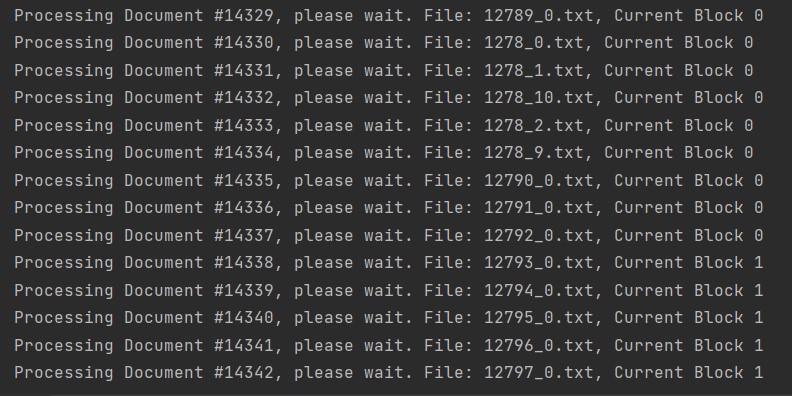 Processing Document #14329, please wait. File: 12789_0.txt, Current Block 0
Processing Document #14330, please wait. File: 1278_0.txt, Current Block 0
Processing Document #14331, please wait. File: 1278_1.txt, Current Block 0
Processing Document #14332, please wait. File: 1278_10.txt, Current Block 0
Processing Document #14333, please wait. File: 1278_2.txt, Current Block 0
Processing Document #14334, please wait. File: 1278_9.txt, Current Block 0
Processing Document #14335, please wait. File: 12790_0.txt, Current Block 0
Processing Document #14336, please wait. File: 12791_0.txt, Current Block 0
Processing Document #14337, please wait. File: 12792_0.txt, Current Block 0
Processing Document #14338, please wait. File: 12793_0.txt, Current Block 1
Processing Document #14339, please wait. File: 12794_0.txt, Current Block 1
Processing Document #14340, please wait. File: 12795_0.txt, Current Block 1
Processing Document #14341, please wait. File: 12796_0.txt, Current Block 1
Processing Document #14342, please wait. File: 12797_0.txt, Current Block 1